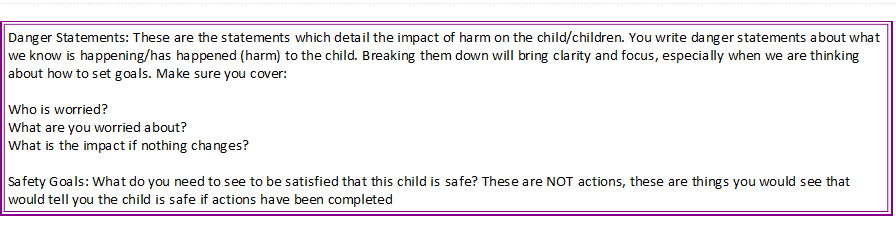 Danger Statements: These are the statements which detail the impact of harm on the child/children. You write danger statements about what
we know is happening/has happened (harm) to the child. Breaking them down will bring clarity and focus, especially when we are thinking
about how to set goals. Make sure you cover:
Who is worried?
What are you worried about?
What is the impact if nothing changes?
Safety Goals: What do you need to see to be satisfied that this child is safe? These are NOT actions, these are things you would see that
would tell you the child is safe if actions have been completed